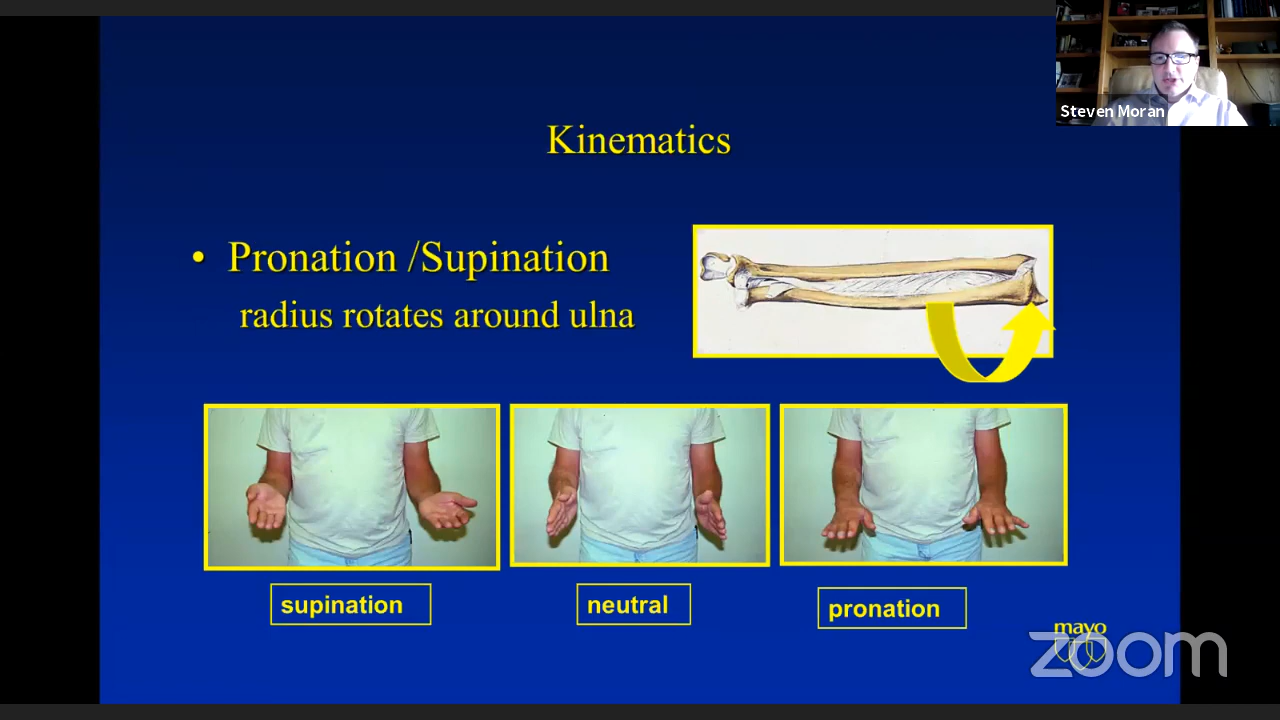 Steven Moran
Kinematics
• Pronation /Supination
radius rotates around ulna
supination
neutral
pronation
mayo
zoom